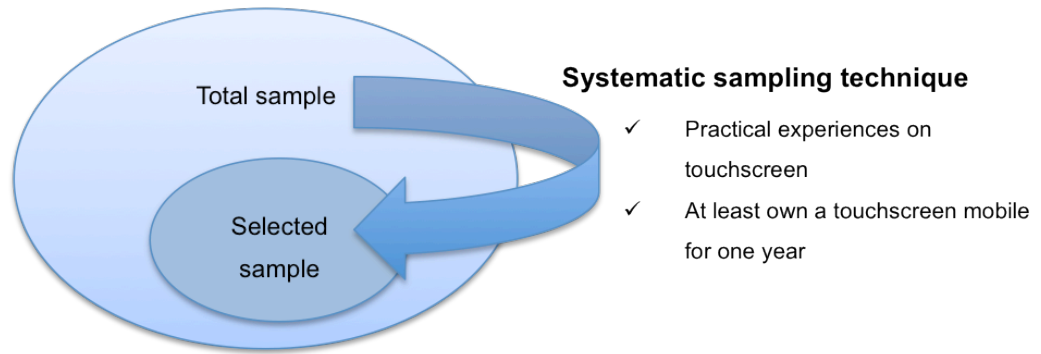 Total sample
Selected
sample
Systematic sampling technique
✓ Practical experiences on
touchscreen
✓ At least own a touchscreen mobile
for one year